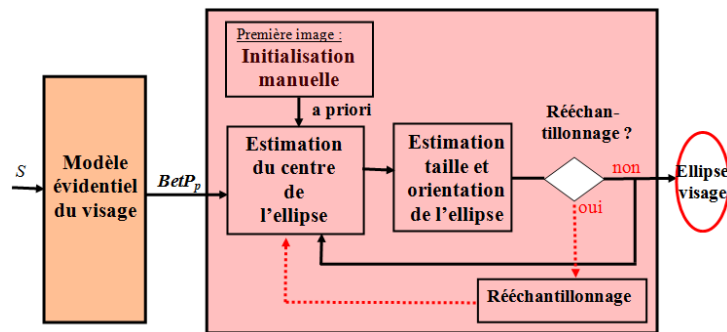 Première image :
Initialisation
manuelle
a priori
Rééchan-
tillonnage ?
S
Modèle
évidentiel
du visage
BetPp
Estimation
du centre
de
l'ellipse
Estimation
taille et
orientation
de l'ellipse
non
oui
Ellipse
visage
Rééchantillonnage